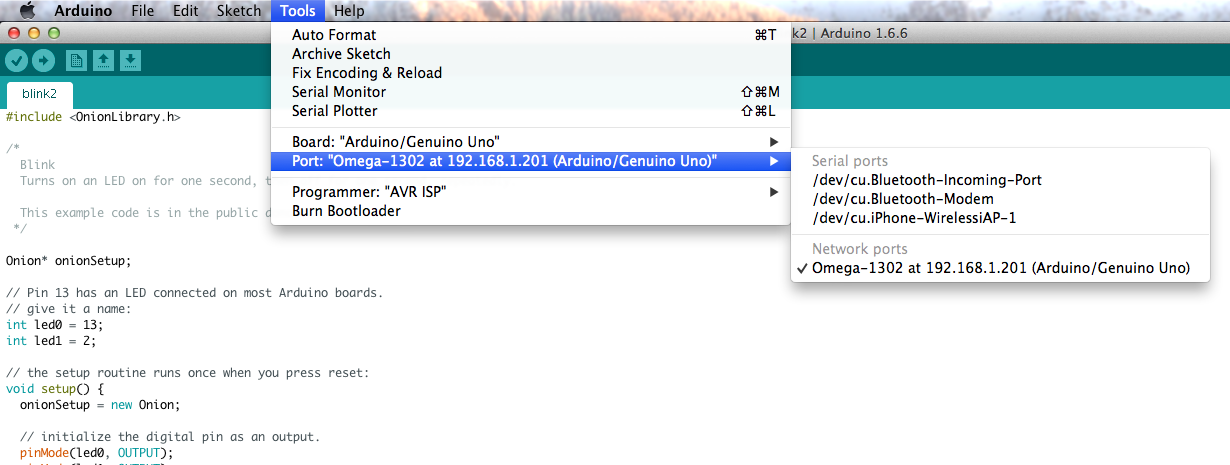 Arduino File Edit Sketch Tools Help
k2 | Arduino 1.6.6
blink2
Auto Format ⌘T
Archive Sketch
Fix Encoding & Reload
Serial Monitor ⇧⌘M
Serial Plotter ⇧⌘L
Board: "Arduino/Genuino Uno"
Port: "Omega-1302 at 192.168.1.201 (Arduino/Genuino Uno)"
Programmer: "AVR ISP"
Burn Bootloader
Serial ports
/dev/cu.Bluetooth-Incoming-Port
/dev/cu.Bluetooth-Modem
/dev/cu.iPhone-WirelessiAP-1
Network ports
✓ Omega-1302 at 192.168.1.201 (Arduino/Genuino Uno)
#include <OnionLibrary.h>
/*
Blink
Turns on an LED on for one second, t
This example code is in the public d
*/
Onion* onionSetup;
// Pin 13 has an LED connected on most Arduino boards.
// give it a name:
int led0 = 13;
int led1 = 2;
// the setup routine runs once when you press reset:
void setup() {
onionSetup = new Onion;
// initialize the digital pin as an output.
pinMode(led0, OUTPUT);